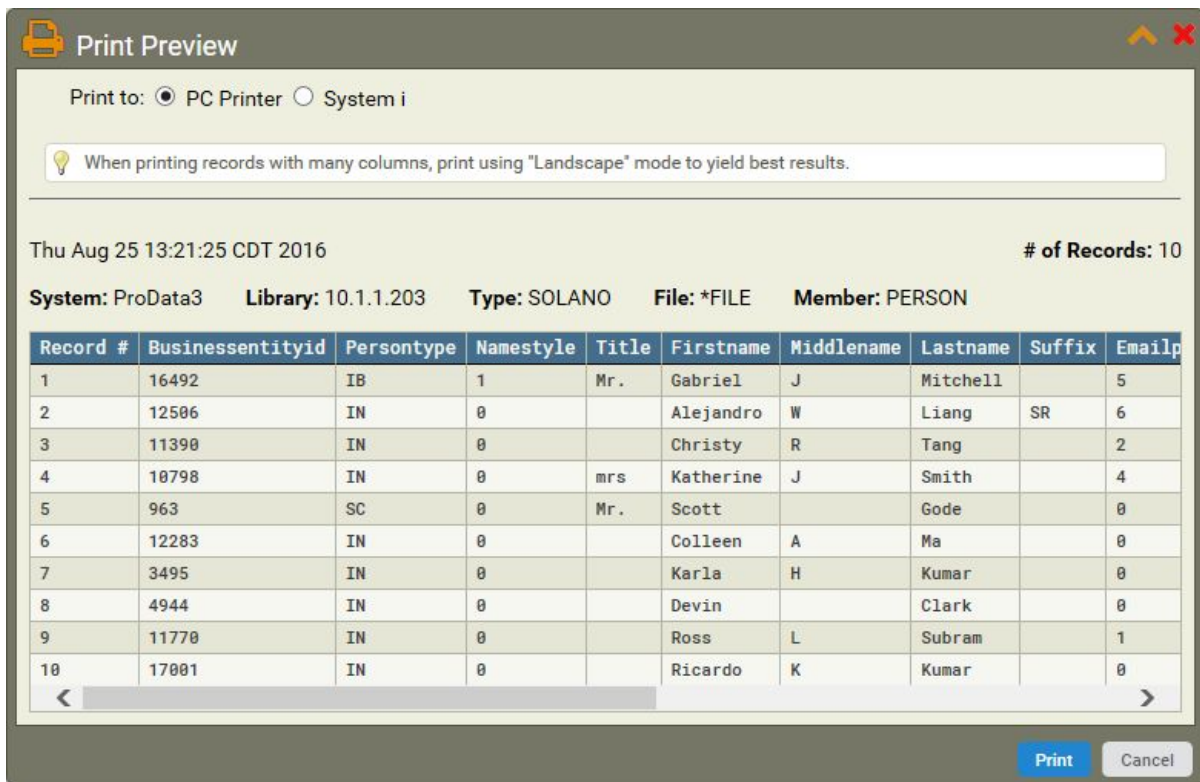 Print Preview
Print to: PC Printer System i
When printing records with many columns, print using "Landscape" mode to yield best results.
Thu Aug 25 13:21:25 CDT 2016 # of Records: 10
System: ProData3 Library: 10.1.1.203 Type: SOLANO File: *FILE Member: PERSON
Record # Businessentityid Persontype Namestyle Title Firstname Middlename Lastname Suffix Emailp
1 16492 IB 1 Mr. Gabriel J Mitchell 5
2 12506 IN 0 Alejandro W Liang SR 6
3 11390 IN 0 Christy R Tang 2
4 10798 IN 0 mrs Katherine J Smith 4
5 963 SC 0 Mr. Scott Gode 0
6 12283 IN 0 Colleen A Ma 0
7 3495 IN 0 Karla H Kumar 0
8 4944 IN 0 Devin Clark 0
9 11770 IN 0 Ross L Subram 1
10 17001 IN 0 Ricardo K Kumar 0
Print Cancel